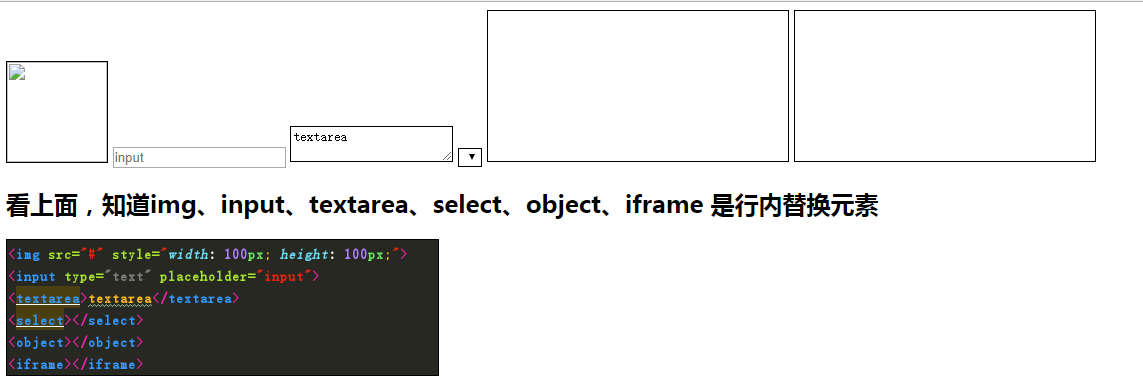 input
textarea
看上面，知道img、input、textarea、select、object、iframe 是行内替换元素
<img src="#" style="width: 100px; height: 100px;">
<input type="text" placeholder="input">
<textarea>textarea</textarea>
<select></select>
<object></object>
<iframe></iframe>